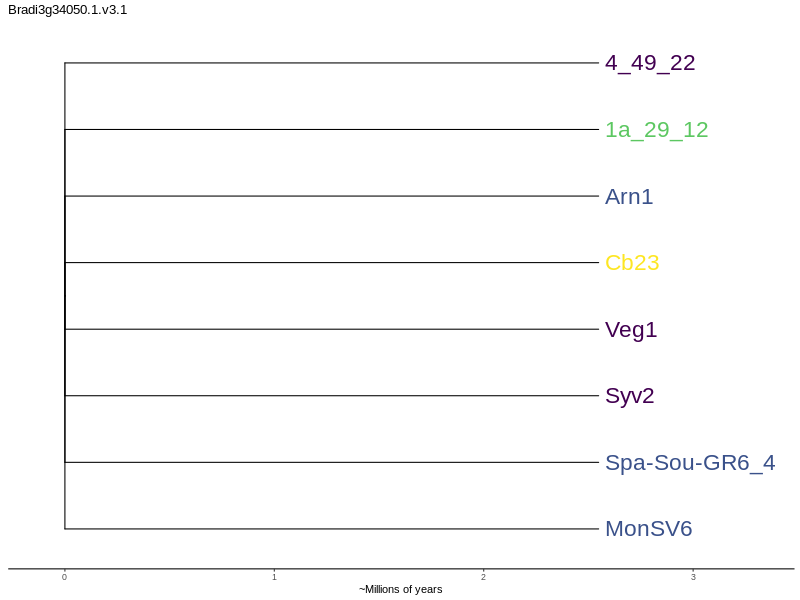 Bradi3g34050.1.v3.1
4_49_22
1a_29_12
Arn1
Cb23
Veg1
Syv2
Spa-Sou-GR6_4
MonSV6
0 1 2 3
~Millions of years